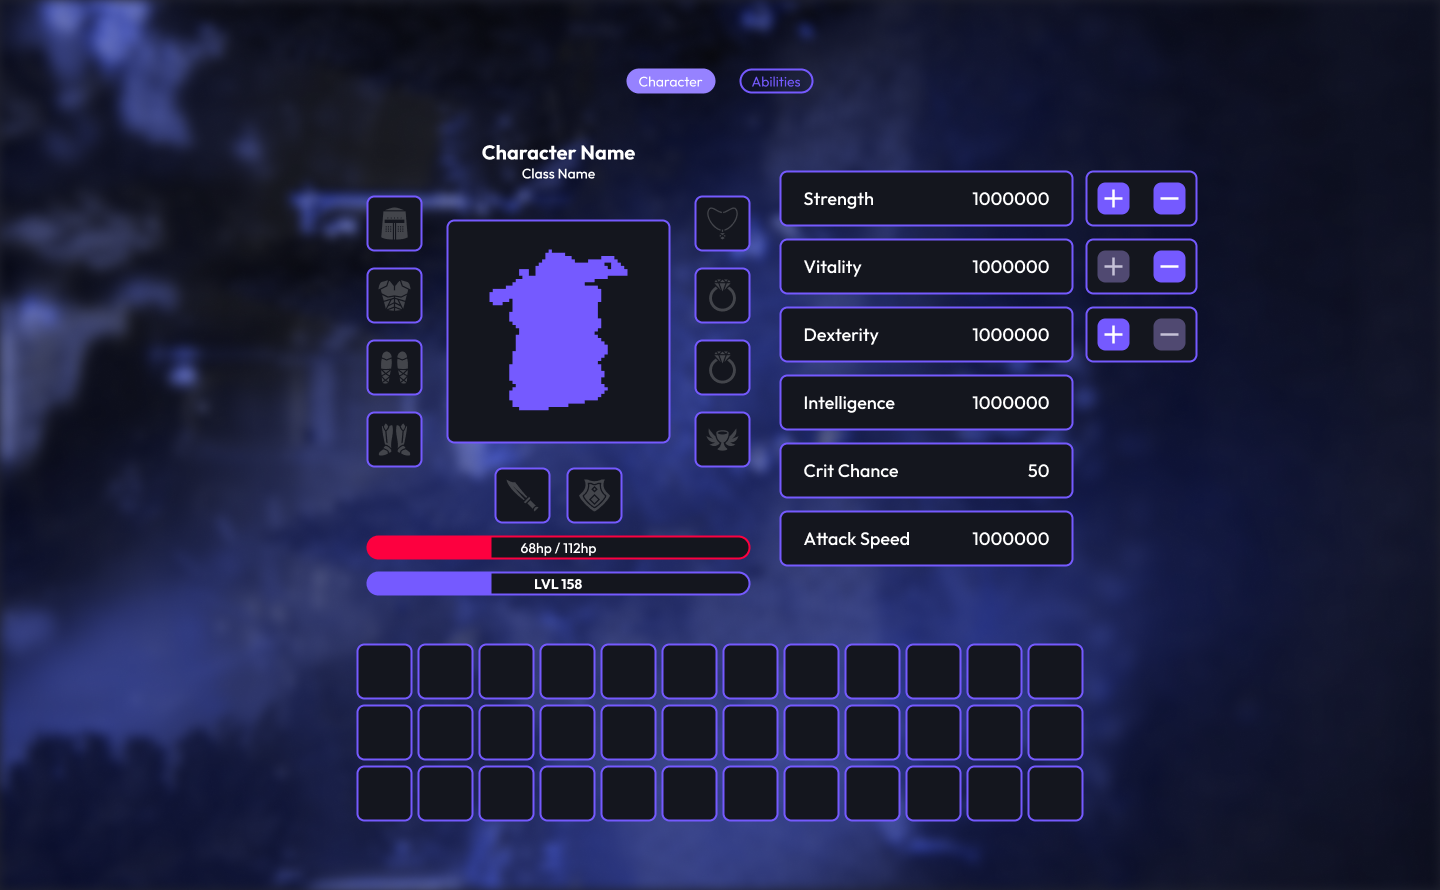 Character
Abilities
Character Name
Class Name
Strength 1000000
Vitality 1000000
Dexterity 1000000
Intelligence 1000000
Crit Chance 50
Attack Speed 1000000
68hp / 112hp
LVL 158